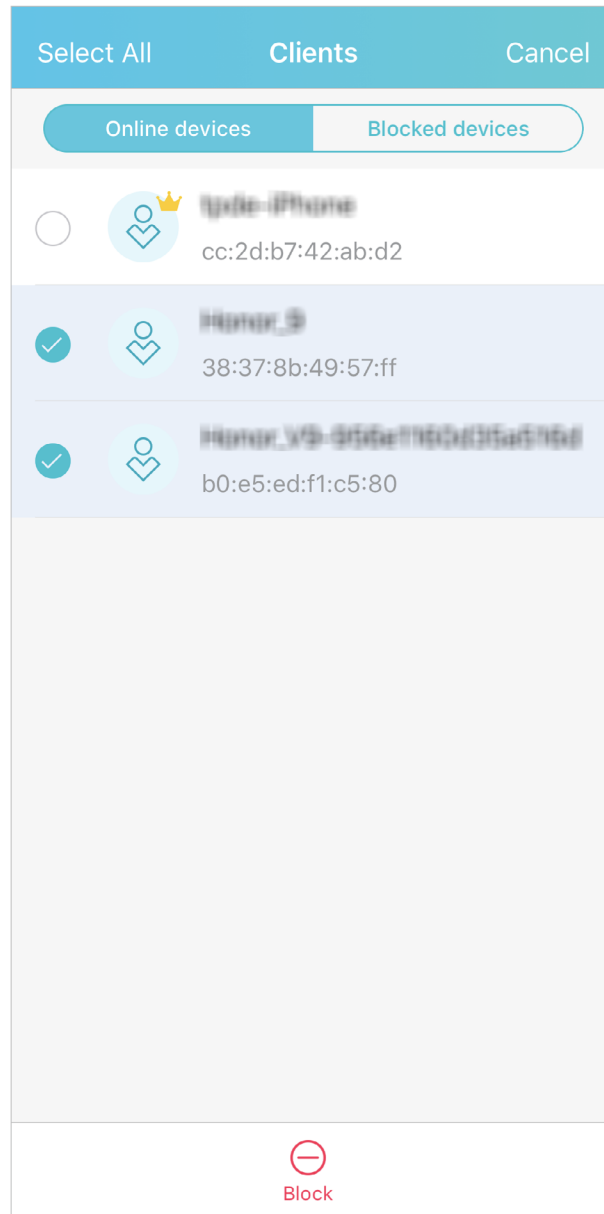 Select All Clients Cancel
Online devices Blocked devices
cc:2d:b7:42:ab:d2
38:37:8b:49:57:ff
b0:e5:ed:f1:c5:80
Block